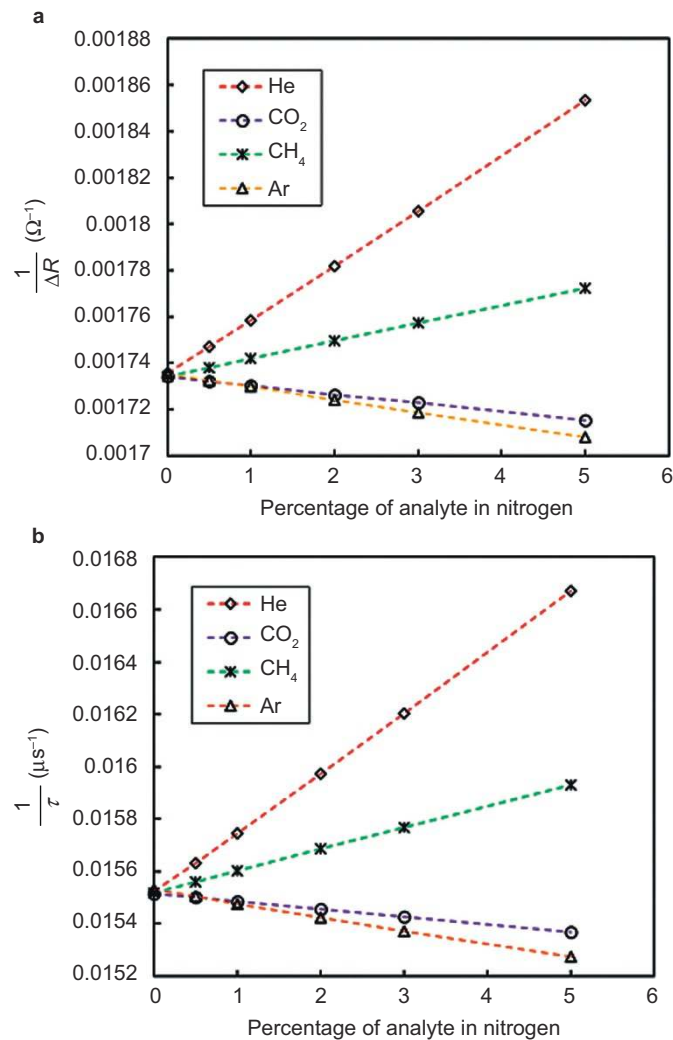 a
0.00188
0.00186
0.00184
0.00182
0.0018
0.00178
0.00176
0.00174
0.00172
0.0017
1/ΔR (Ω⁻¹)
He
CO₂
CH₄
Ar
0 1 2 3 4 5 6
Percentage of analyte in nitrogen
b
0.0168
0.0166
0.0164
0.0162
0.016
0.0158
0.0156
0.0154
0.0152
1/τ (μs⁻¹)
He
CO₂
CH₄
Ar
0 1 2 3 4 5 6
Percentage of analyte in nitrogen